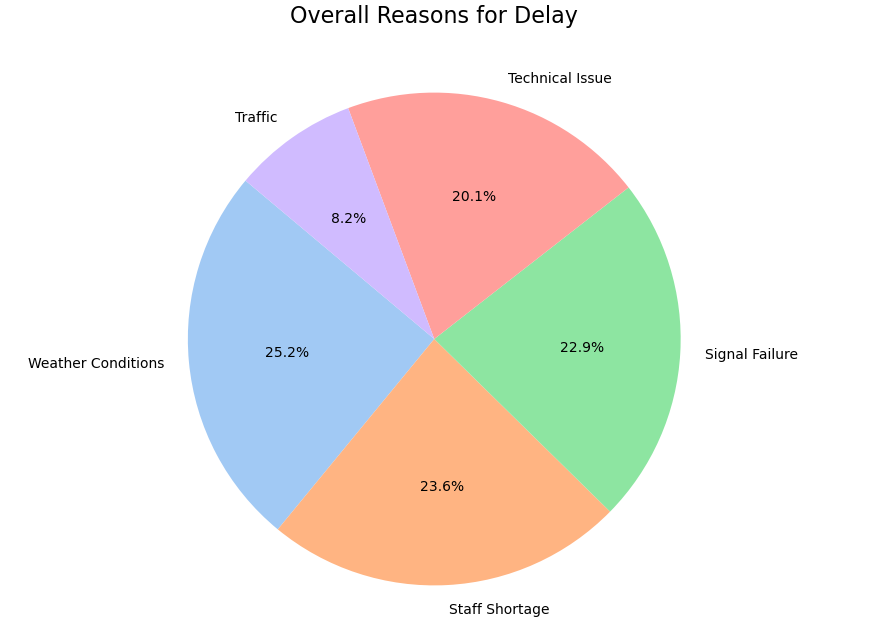 Overall Reasons for Delay
Technical Issue
Traffic
20.1%
8.2%
Signal Failure
22.9%
25.2%
Weather Conditions
23.6%
Staff Shortage